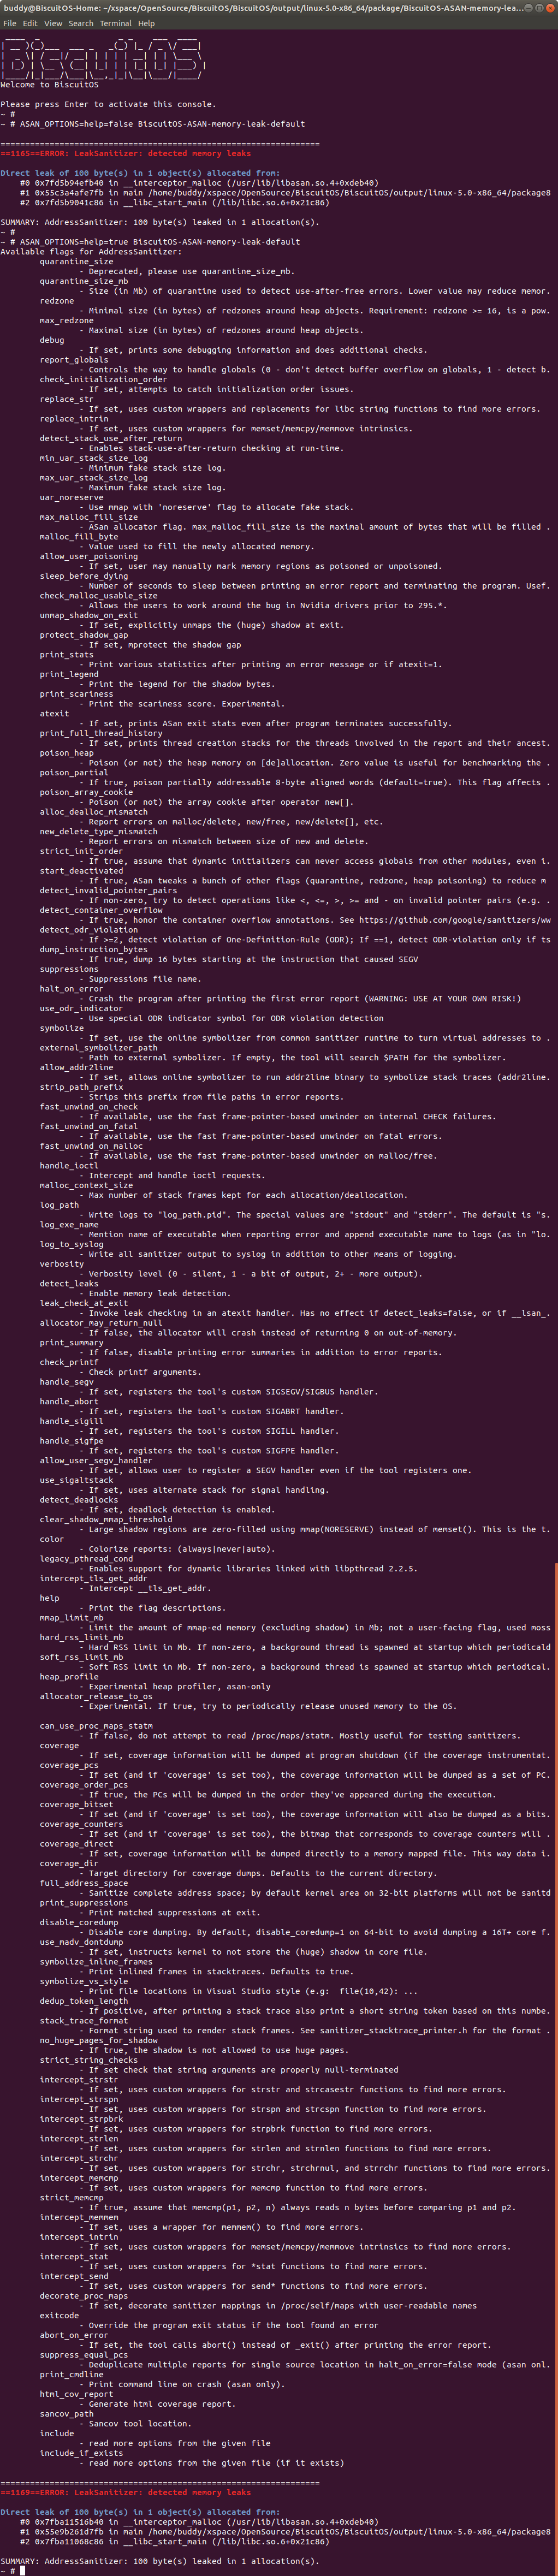 buddy@BiscuitOS-Home: ~/xspace/OpenSource/BiscuitOS/BiscuitOS/output/linux-5.0-x86_64/package/BiscuitOS-ASAN-memory-lea...
File Edit View Search Terminal Help
Welcome to BiscuitOS
Please press Enter to activate this console.
~ #
~ # ASAN_OPTIONS=help=false BiscuitOS-ASAN-memory-leak-default
=================================================================
==1165==ERROR: LeakSanitizer: detected memory leaks
Direct leak of 100 byte(s) in 1 object(s) allocated from:
#0 0x7fd5b94efb40 in __interceptor_malloc (/usr/lib/libasan.so.4+0xdeb40)
#1 0x55c3a4afe7fb in main /home/buddy/xspace/OpenSource/BiscuitOS/BiscuitOS/output/linux-5.0-x86_64/package8
#2 0x7fd5b9041c86 in __libc_start_main (/lib/libc.so.6+0x21c86)
SUMMARY: AddressSanitizer: 100 byte(s) leaked in 1 allocation(s).
~ #
~ # ASAN_OPTIONS=help=true BiscuitOS-ASAN-memory-leak-default
Available flags for AddressSanitizer:
quarantine_size
- Deprecated, please use quarantine_size_mb.
quarantine_size_mb
- Size (in Mb) of quarantine used to detect use-after-free errors. Lower value may reduce memor.
redzone
- Minimal size (in bytes) of redzones around heap objects. Requirement: redzone >= 16, is a pow.
max_redzone
- Maximal size (in bytes) of redzones around heap objects.
debug
- If set, prints some debugging information and does additional checks.
report_globals
- Controls the way to handle globals (0 - don't detect buffer overflow on globals, 1 - detect b.
check_initialization_order
- If set, attempts to catch initialization order issues.
replace_str
- If set, uses custom wrappers and replacements for libc string functions to find more errors.
replace_intrin
- If set, uses custom wrappers for memset/memcpy/memmove intrinsics.
detect_stack_use_after_return
- Enables stack-use-after-return checking at run-time.
min_uar_stack_size_log
- Minimum fake stack size log.
max_uar_stack_size_log
- Maximum fake stack size log.
uar_noreserve
- Use mmap with 'noreserve' flag to allocate fake stack.
max_malloc_fill_size
- ASan allocator flag. max_malloc_fill_size is the maximal amount of bytes that will be filled .
malloc_fill_byte
- Value used to fill the newly allocated memory.
allow_user_poisoning
- If set, user may manually mark memory regions as poisoned or unpoisoned.
sleep_before_dying
- Number of seconds to sleep between printing an error report and terminating the program. Usef.
check_malloc_usable_size
- Allows the users to work around the bug in Nvidia drivers prior to 295.*.
unmap_shadow_on_exit
- If set, explicitly unmaps the (huge) shadow at exit.
protect_shadow_gap
- If set, mprotect the shadow gap
print_stats
- Print various statistics after printing an error message or if atexit=1.
print_legend
- Print the legend for the shadow bytes.
print_scariness
- Print the scariness score. Experimental.
atexit
- If set, prints ASan exit stats even after program terminates successfully.
print_full_thread_history
- If set, prints thread creation stacks for the threads involved in the report and their ancest.
poison_heap
- Poison (or not) the heap memory on [de]allocation. Zero value is useful for benchmarking the .
poison_partial
- If true, poison partially addressable 8-byte aligned words (default=true). This flag affects .
poison_array_cookie
- Poison (or not) the array cookie after operator new[].
alloc_dealloc_mismatch
- Report errors on malloc/delete, new/free, new/delete[], etc.
new_delete_type_mismatch
- Report errors on mismatch between size of new and delete.
strict_init_order
- If true, assume that dynamic initializers can never access globals from other modules, even i.
start_deactivated
- If true, ASan tweaks a bunch of other flags (quarantine, redzone, heap poisoning) to reduce m
detect_invalid_pointer_pairs
- If non-zero, try to detect operations like <, <=, >, >= and - on invalid pointer pairs (e.g. .
detect_container_overflow
- If true, honor the container overflow annotations. See https://github.com/google/sanitizers/ww
detect_odr_violation
- If >=2, detect violation of One-Definition-Rule (ODR); If ==1, detect ODR-violation only if ts
dump_instruction_bytes
- If true, dump 16 bytes starting at the instruction that caused SEGV
suppressions
- Suppressions file name.
halt_on_error
- Crash the program after printing the first error report (WARNING: USE AT YOUR OWN RISK!)
use_odr_indicator
- Use special ODR indicator symbol for ODR violation detection
symbolize
- If set, use the online symbolizer from common sanitizer runtime to turn virtual addresses to .
external_symbolizer_path
- Path to external symbolizer. If empty, the tool will search $PATH for the symbolizer.
allow_addr2line
- If set, allows online symbolizer to run addr2line binary to symbolize stack traces (addr2line.
strip_path_prefix
- Strips this prefix from file paths in error reports.
fast_unwind_on_check
- If available, use the fast frame-pointer-based unwinder on internal CHECK failures.
fast_unwind_on_fatal
- If available, use the fast frame-pointer-based unwinder on fatal errors.
fast_unwind_on_malloc
- If available, use the fast frame-pointer-based unwinder on malloc/free.
handle_ioctl
- Intercept and handle ioctl requests.
malloc_context_size
- Max number of stack frames kept for each allocation/deallocation.
log_path
- Write logs to "log_path.pid". The special values are "stdout" and "stderr". The default is "s.
log_exe_name
- Mention name of executable when reporting error and append executable name to logs (as in "lo.
log_to_syslog
- Write all sanitizer output to syslog in addition to other means of logging.
verbosity
- Verbosity level (0 - silent, 1 - a bit of output, 2+ - more output).
detect_leaks
- Enable memory leak detection.
leak_check_at_exit
- Invoke leak checking in an atexit handler. Has no effect if detect_leaks=false, or if __lsan_.
allocator_may_return_null
- If false, the allocator will crash instead of returning 0 on out-of-memory.
print_summary
- If false, disable printing error summaries in addition to error reports.
check_printf
- Check printf arguments.
handle_segv
- If set, registers the tool's custom SIGSEGV/SIGBUS handler.
handle_abort
- If set, registers the tool's custom SIGABRT handler.
handle_sigill
- If set, registers the tool's custom SIGILL handler.
handle_sigfpe
- If set, registers the tool's custom SIGFPE handler.
allow_user_segv_handler
- If set, allows user to register a SEGV handler even if the tool registers one.
use_sigaltstack
- If set, uses alternate stack for signal handling.
detect_deadlocks
- If set, deadlock detection is enabled.
clear_shadow_mmap_threshold
- Large shadow regions are zero-filled using mmap(NORESERVE) instead of memset(). This is the t.
color
- Colorize reports: (always|never|auto).
legacy_pthread_cond
- Enables support for dynamic libraries linked with libpthread 2.2.5.
intercept_tls_get_addr
- Intercept __tls_get_addr.
help
- Print the flag descriptions.
mmap_limit_mb
- Limit the amount of mmap-ed memory (excluding shadow) in Mb; not a user-facing flag, used moss
hard_rss_limit_mb
- Hard RSS limit in Mb. If non-zero, a background thread is spawned at startup which periodicald
soft_rss_limit_mb
- Soft RSS limit in Mb. If non-zero, a background thread is spawned at startup which periodical.
heap_profile
- Experimental heap profiler, asan-only
allocator_release_to_os
- Experimental. If true, try to periodically release unused memory to the OS.
can_use_proc_maps_statm
- If false, do not attempt to read /proc/maps/statm. Mostly useful for testing sanitizers.
coverage
- If set, coverage information will be dumped at program shutdown (if the coverage instrumentat.
coverage_pcs
- If set (and if 'coverage' is set too), the coverage information will be dumped as a set of PC.
coverage_order_pcs
- If true, the PCs will be dumped in the order they've appeared during the execution.
coverage_bitset
- If set (and if 'coverage' is set too), the coverage information will also be dumped as a bits.
coverage_counters
- If set (and if 'coverage' is set too), the bitmap that corresponds to coverage counters will .
coverage_direct
- If set, coverage information will be dumped directly to a memory mapped file. This way data i.
coverage_dir
- Target directory for coverage dumps. Defaults to the current directory.
full_address_space
- Sanitize complete address space; by default kernel area on 32-bit platforms will not be sanitd
print_suppressions
- Print matched suppressions at exit.
disable_coredump
- Disable core dumping. By default, disable_coredump=1 on 64-bit to avoid dumping a 16T+ core f.
use_madv_dontdump
- If set, instructs kernel to not store the (huge) shadow in core file.
symbolize_inline_frames
- Print inlined frames in stacktraces. Defaults to true.
symbolize_vs_style
- Print file locations in Visual Studio style (e.g: file(10,42): ...
dedup_token_length
- If positive, after printing a stack trace also print a short string token based on this numbe.
stack_trace_format
- Format string used to render stack frames. See sanitizer_stacktrace_printer.h for the format .
no_huge_pages_for_shadow
- If true, the shadow is not allowed to use huge pages.
strict_string_checks
- If set check that string arguments are properly null-terminated
intercept_strstr
- If set, uses custom wrappers for strstr and strcasestr functions to find more errors.
intercept_strspn
- If set, uses custom wrappers for strspn and strcspn function to find more errors.
intercept_strpbrk
- If set, uses custom wrappers for strpbrk function to find more errors.
intercept_strlen
- If set, uses custom wrappers for strlen and strnlen functions to find more errors.
intercept_strchr
- If set, uses custom wrappers for strchr, strchrnul, and strrchr functions to find more errors.
intercept_memcmp
- If set, uses custom wrappers for memcmp function to find more errors.
strict_memcmp
- If true, assume that memcmp(p1, p2, n) always reads n bytes before comparing p1 and p2.
intercept_memmem
- If set, uses a wrapper for memmem() to find more errors.
intercept_intrin
- If set, uses custom wrappers for memset/memcpy/memmove intrinsics to find more errors.
intercept_stat
- If set, uses custom wrappers for *stat functions to find more errors.
intercept_send
- If set, uses custom wrappers for send* functions to find more errors.
decorate_proc_maps
- If set, decorate sanitizer mappings in /proc/self/maps with user-readable names
exitcode
- Override the program exit status if the tool found an error
abort_on_error
- If set, the tool calls abort() instead of _exit() after printing the error report.
suppress_equal_pcs
- Deduplicate multiple reports for single source location in halt_on_error=false mode (asan onl.
print_cmdline
- Print command line on crash (asan only).
html_cov_report
- Generate html coverage report.
sancov_path
- Sancov tool location.
include
- read more options from the given file
include_if_exists
- read more options from the given file (if it exists)
=================================================================
==1169==ERROR: LeakSanitizer: detected memory leaks
Direct leak of 100 byte(s) in 1 object(s) allocated from:
#0 0x7fba11516b40 in __interceptor_malloc (/usr/lib/libasan.so.4+0xdeb40)
#1 0x55e9b261d7fb in main /home/buddy/xspace/OpenSource/BiscuitOS/BiscuitOS/output/linux-5.0-x86_64/package8
#2 0x7fba11068c86 in __libc_start_main (/lib/libc.so.6+0x21c86)
SUMMARY: AddressSanitizer: 100 byte(s) leaked in 1 allocation(s).
~ #